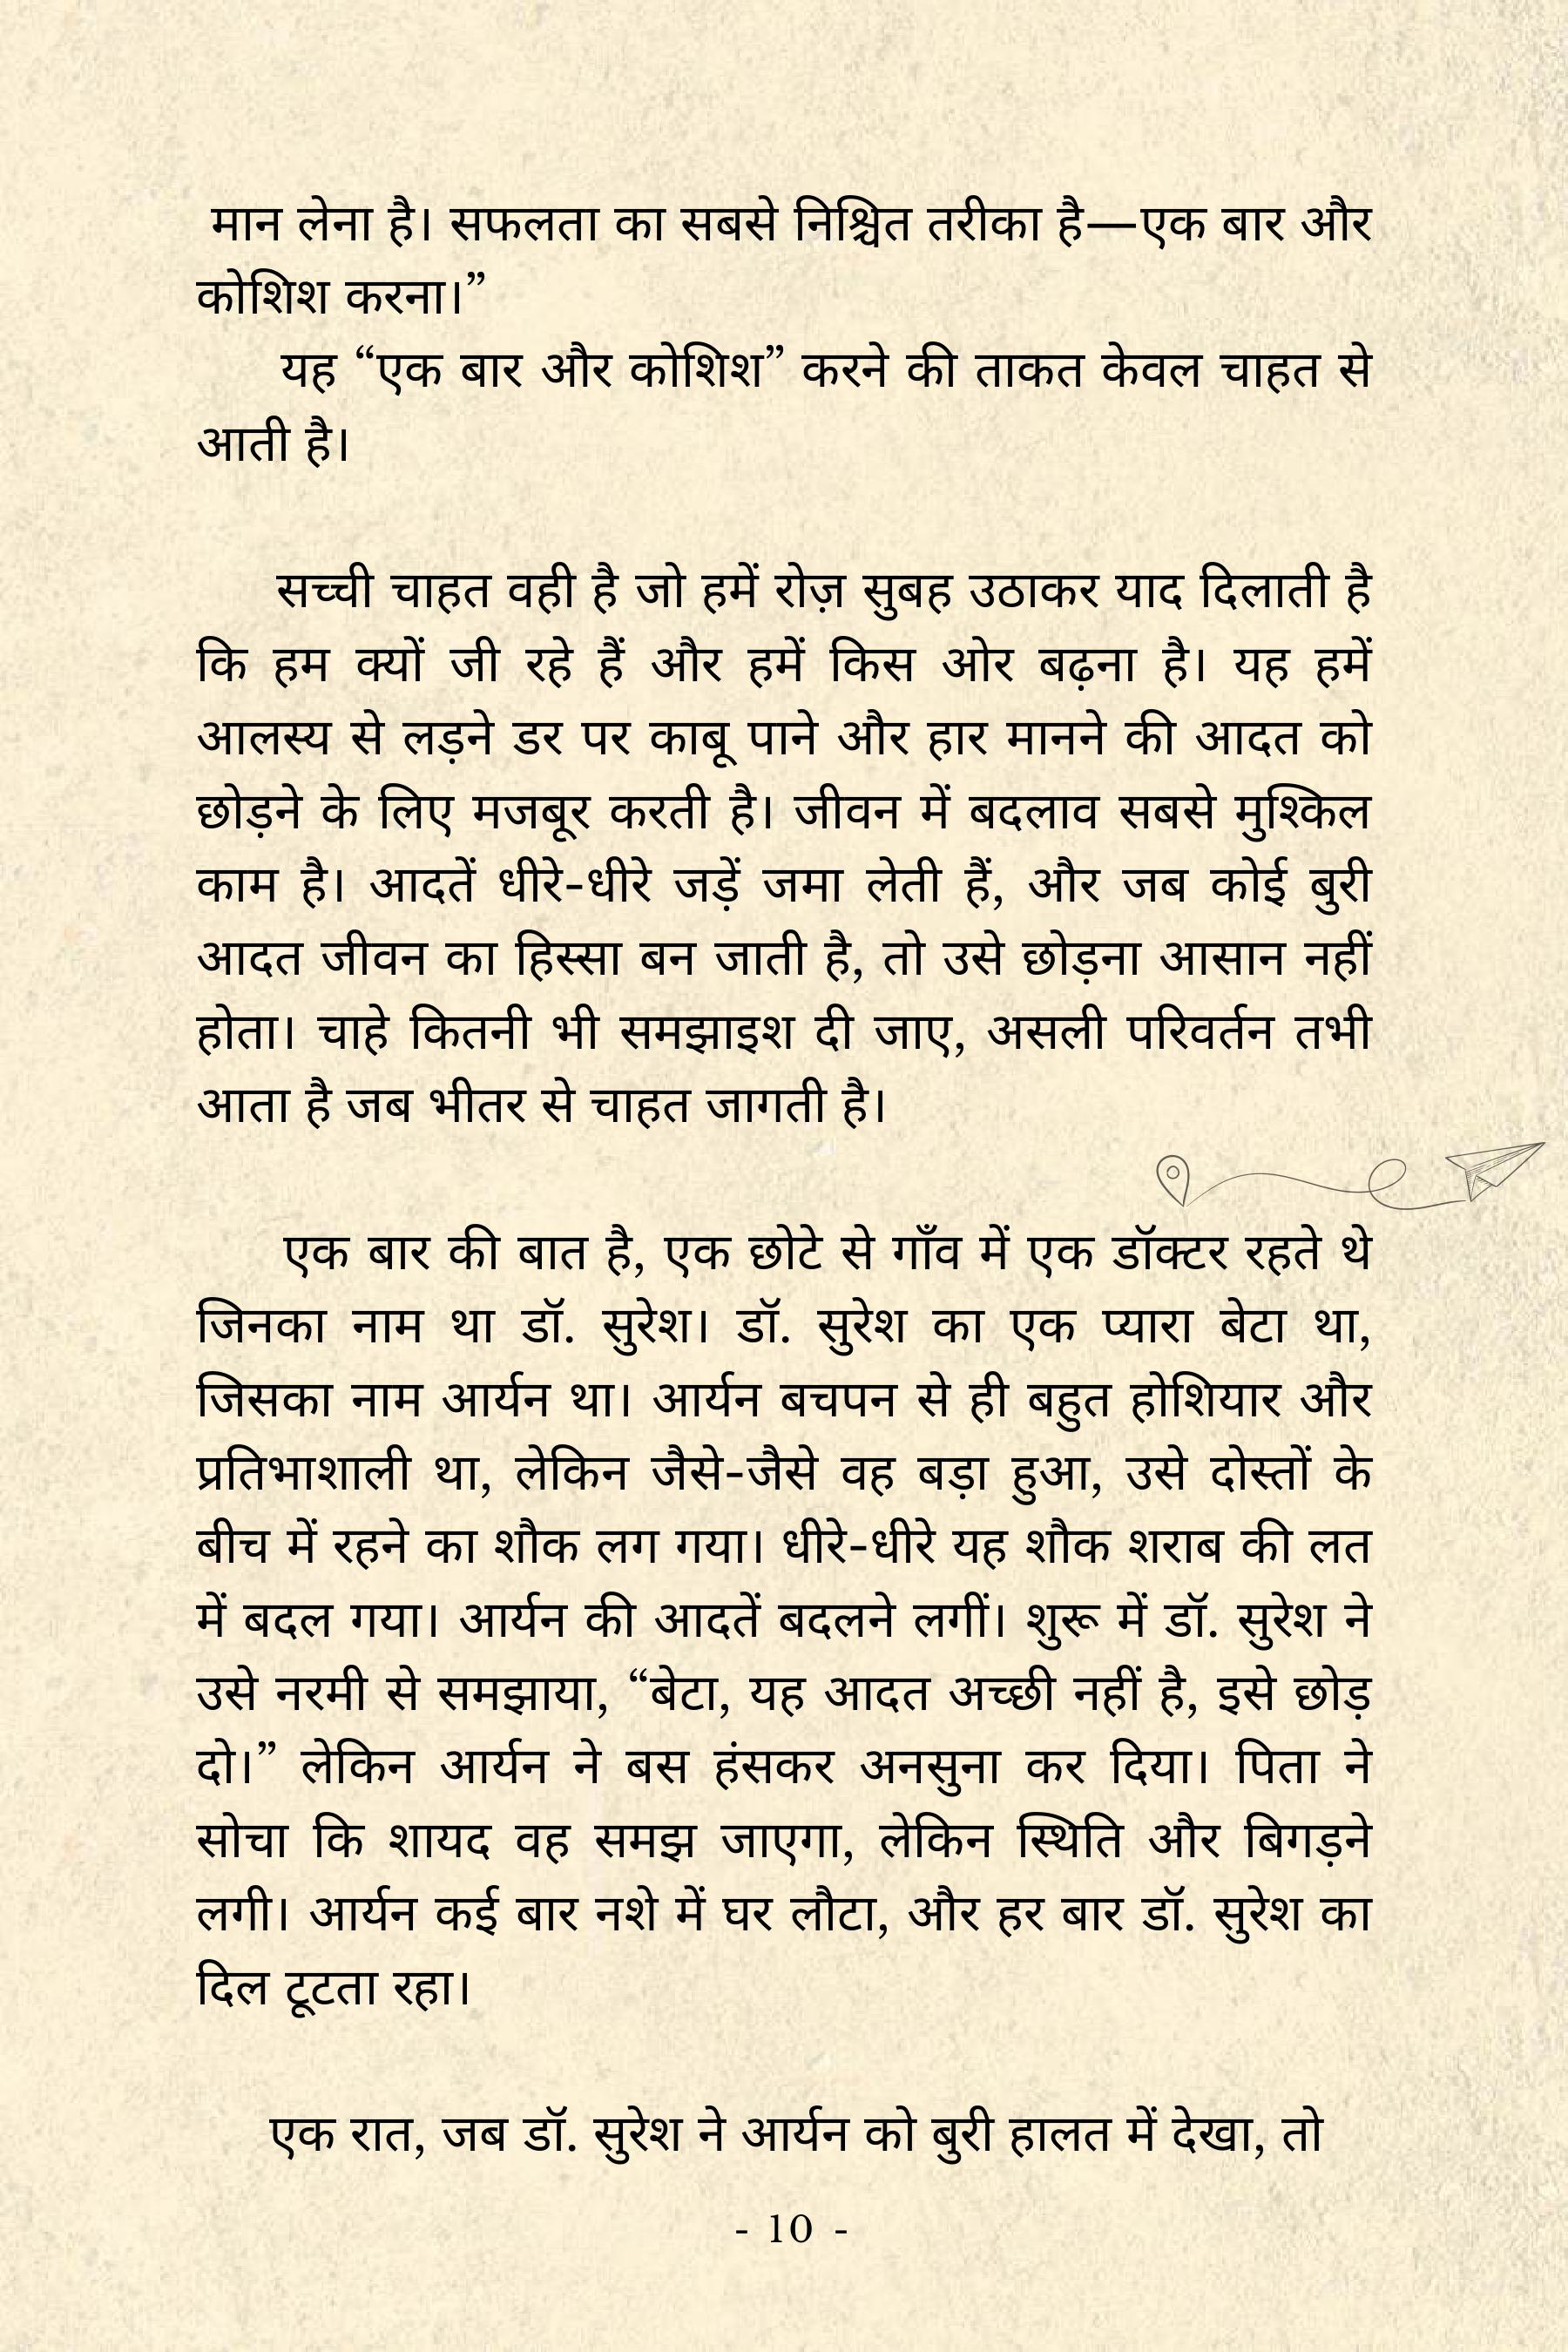 मान लेना है। सफलता का सबसे निश्चित तरीका है—एक बार और
कोशिश करना।”
यह “एक बार और कोशिश” करने की ताकत केवल चाहत से
आती है।
सच्ची चाहत वही है जो हमें रोज़ सुबह उठाकर याद दिलाती है
कि हम क्यों जी रहे हैं और हमें किस ओर बढ़ना है। यह हमें
आलस्य से लड़ने डर पर काबू पाने और हार मानने की आदत को
छोड़ने के लिए मजबूर करती है। जीवन में बदलाव सबसे मुश्किल
काम है। आदतें धीरे-धीरे जड़ें जमा लेती हैं, और जब कोई बुरी
आदत जीवन का हिस्सा बन जाती है, तो उसे छोड़ना आसान नहीं
होता। चाहे कितनी भी समझाइश दी जाए, असली परिवर्तन तभी
आता है जब भीतर से चाहत जागती है।
एक बार की बात है, एक छोटे से गाँव में एक डॉक्टर रहते थे
जिनका नाम था डॉ. सुरेश। डॉ. सुरेश का एक प्यारा बेटा था,
जिसका नाम आर्यन था। आर्यन बचपन से ही बहुत होशियार और
प्रतिभाशाली था, लेकिन जैसे-जैसे वह बड़ा हुआ, उसे दोस्तों के
बीच में रहने का शौक लग गया। धीरे-धीरे यह शौक शराब की लत
में बदल गया। आर्यन की आदतें बदलने लगीं। शुरू में डॉ. सुरेश ने
उसे नरमी से समझाया, “बेटा, यह आदत अच्छी नहीं है, इसे छोड़
दो।” लेकिन आर्यन ने बस हंसकर अनसुना कर दिया। पिता ने
सोचा कि शायद वह समझ जाएगा, लेकिन स्थिति और बिगड़ने
लगी। आर्यन कई बार नशे में घर लौटा, और हर बार डॉ. सुरेश का
दिल टूटता रहा।
एक रात, जब डॉ. सुरेश ने आर्यन को बुरी हालत में देखा, तो
- 10 -